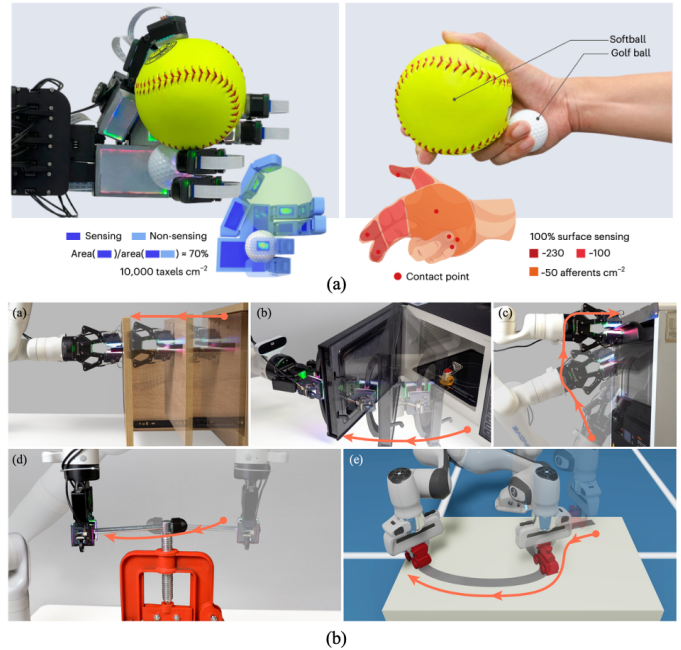 (a)
Softball
Golf ball
Sensing
Non-sensing
Area( )/area( ) ≈ 70%
10,000 taxels cm⁻²
100% surface sensing
~230
~100
~50 afferents cm⁻²
Contact point
(a)
(a)
(b)
(c)
(d)
(e)
(b)